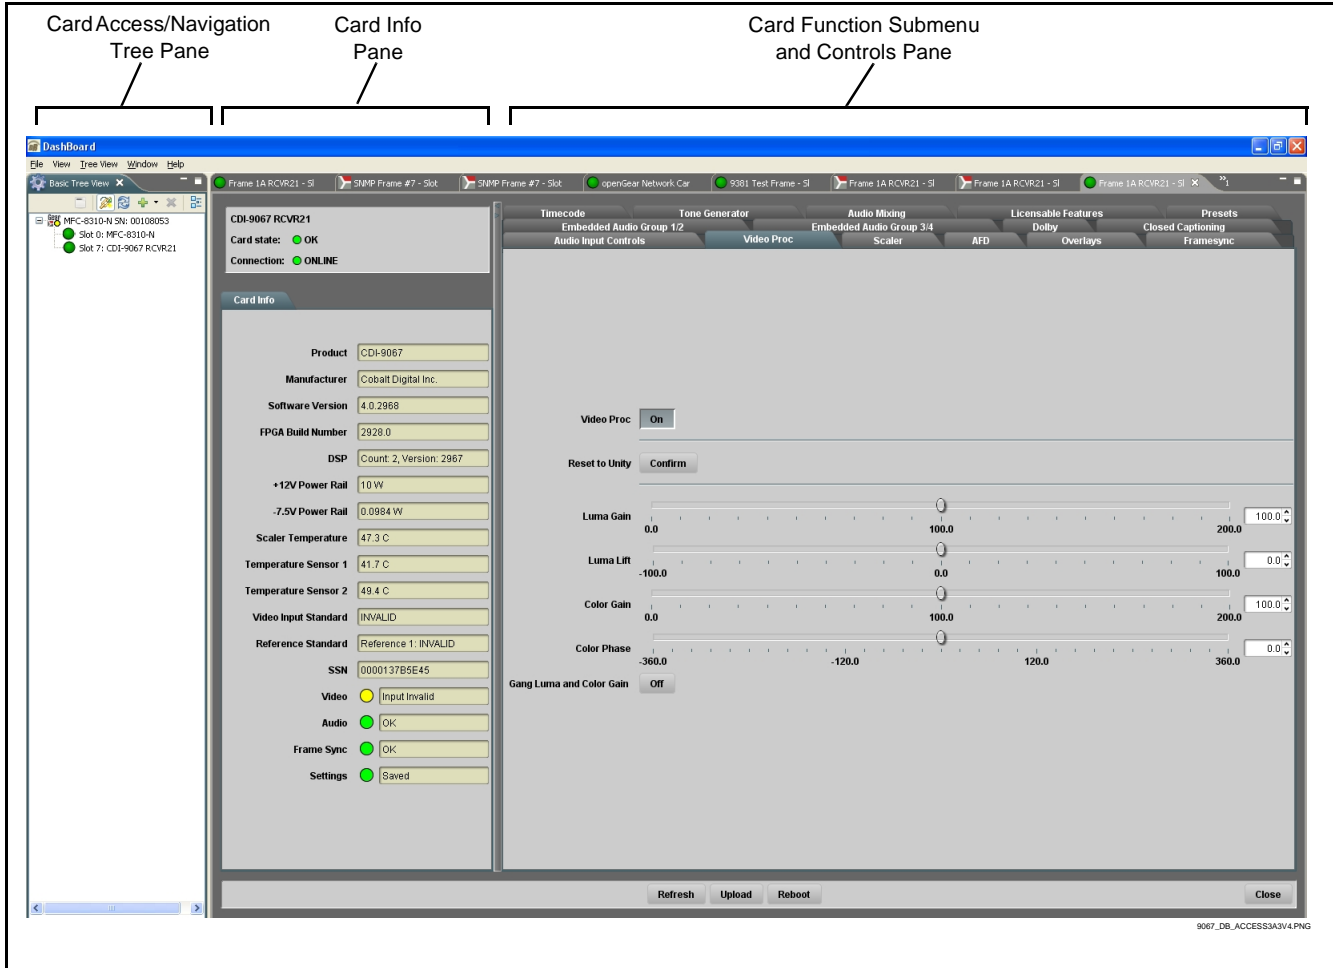 Card Access/Navigation
Tree Pane
Card Info
Pane
Card Function Submenu
and Controls Pane
DashBoard
File View Tree View Window Help
Basic Tree View
Frame 1A RCVR21 - Sl
SNMP Frame #7 - Slot
SNMP Frame #7 - Slot
openGear Network Car
9381 Test Frame - Sl
Frame 1A RCVR21 - Sl
Frame 1A RCVR21 - Sl
Frame 1A RCVR21 - Sl
»1
MFC-8310-N SN: 00108053
Slot 0: MFC-8310-N
Slot 7: CDI-9067 RCVR21
CDI-9067 RCVR21
Card state: OK
Connection: ONLINE
Card Info
Product CDI-9067
Manufacturer Cobalt Digital Inc.
Software Version 4.0.2968
FPGA Build Number 2928.0
DSP Count: 2, Version: 2967
+12V Power Rail 10 W
-7.5V Power Rail 0.0984 W
Scaler Temperature 47.3 C
Temperature Sensor 1 41.7 C
Temperature Sensor 2 49.4 C
Video Input Standard INVALID
Reference Standard Reference 1: INVALID
SSN 0000137B5E45
Video Input Invalid
Audio OK
Frame Sync OK
Settings Saved
Timecode Tone Generator Audio Mixing Licensable Features Presets
Embedded Audio Group 1/2 Embedded Audio Group 3/4 Dolby Closed Captioning
Audio Input Controls Video Proc Scaler AFD Overlays Framesync
Video Proc On
Reset to Unity Confirm
Luma Gain 100.0
0.0 100.0 200.0
Luma Lift 0.0
-100.0 0.0 100.0
Color Gain 100.0
0.0 100.0 200.0
Color Phase 0.0
-360.0 -120.0 120.0 360.0
Gang Luma and Color Gain Off
Refresh Upload Reboot Close
9067_DB_ACCESS3A3V4.PNG